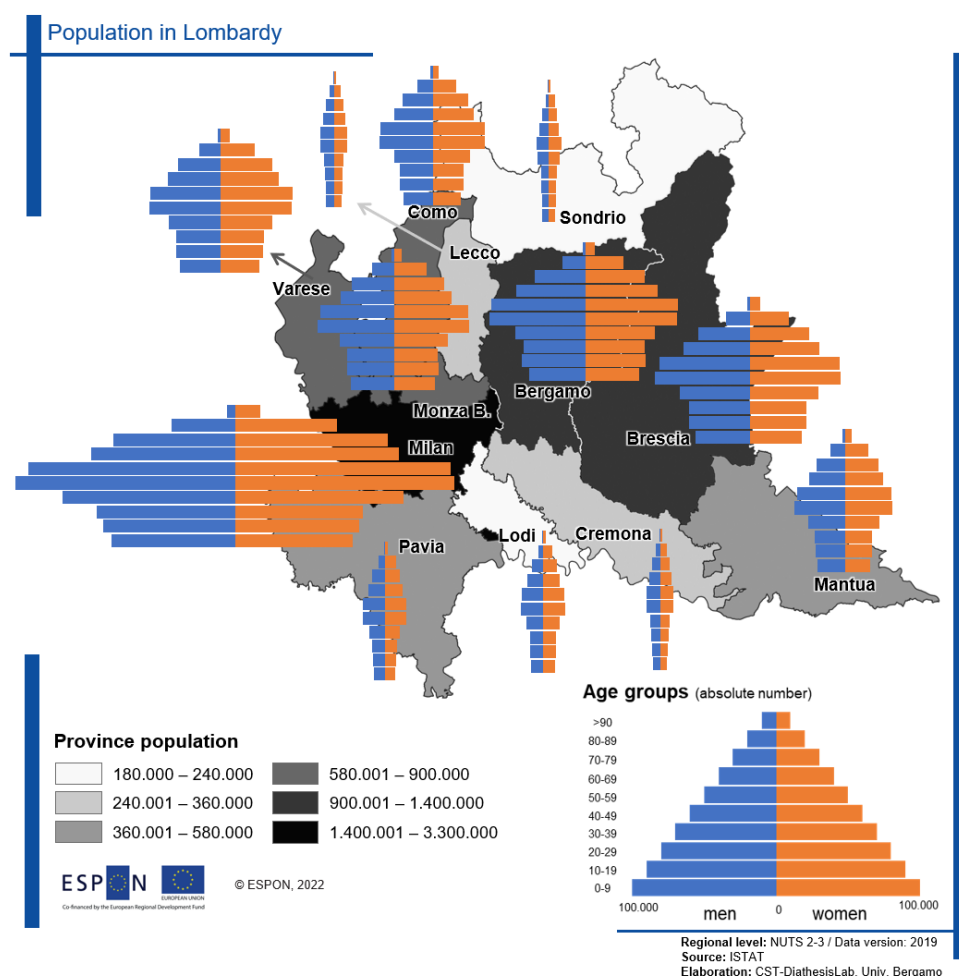 Population in Lombardy
Como
Sondrio
Lecco
Varese
Bergamo
Monza B.
Brescia
Milan
Lodi
Cremona
Pavia
Mantua
Age groups (absolute number)
>90
80-89
70-79
60-69
50-59
40-49
30-39
20-29
10-19
0-9
100.000 men 0 women 100.000
Province population
180.000 – 240.000 580.001 – 900.000
240.001 – 360.000 900.001 – 1.400.000
360.001 – 580.000 1.400.001 – 3.300.000
ESPON
EUROPEAN UNION
Co-financed by the European Regional Development Fund
© ESPON, 2022
Regional level: NUTS 2-3 / Data version: 2019
Source: ISTAT
Elaboration: CST-DiathesisLab, Univ. Bergamo